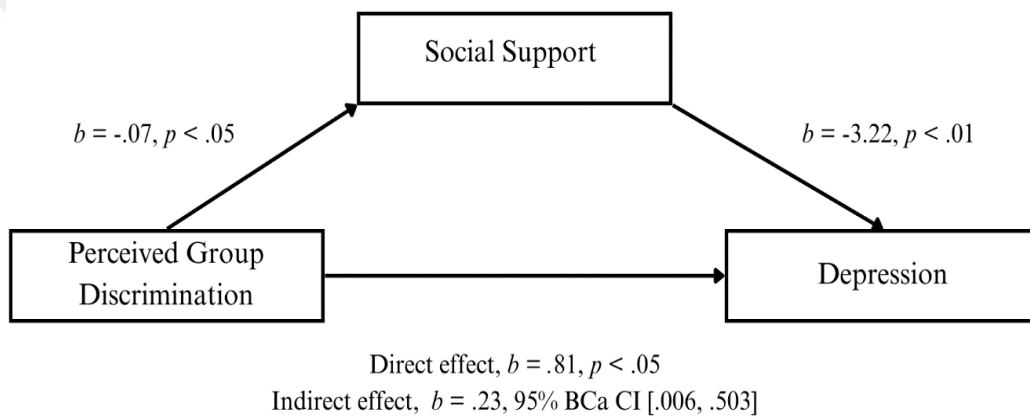 Social Support
b = -.07, p < .05
b = -3.22, p < .01
Perceived Group
Discrimination
Depression
Direct effect, b = .81, p < .05
Indirect effect, b = .23, 95% BCa CI [.006, .503]